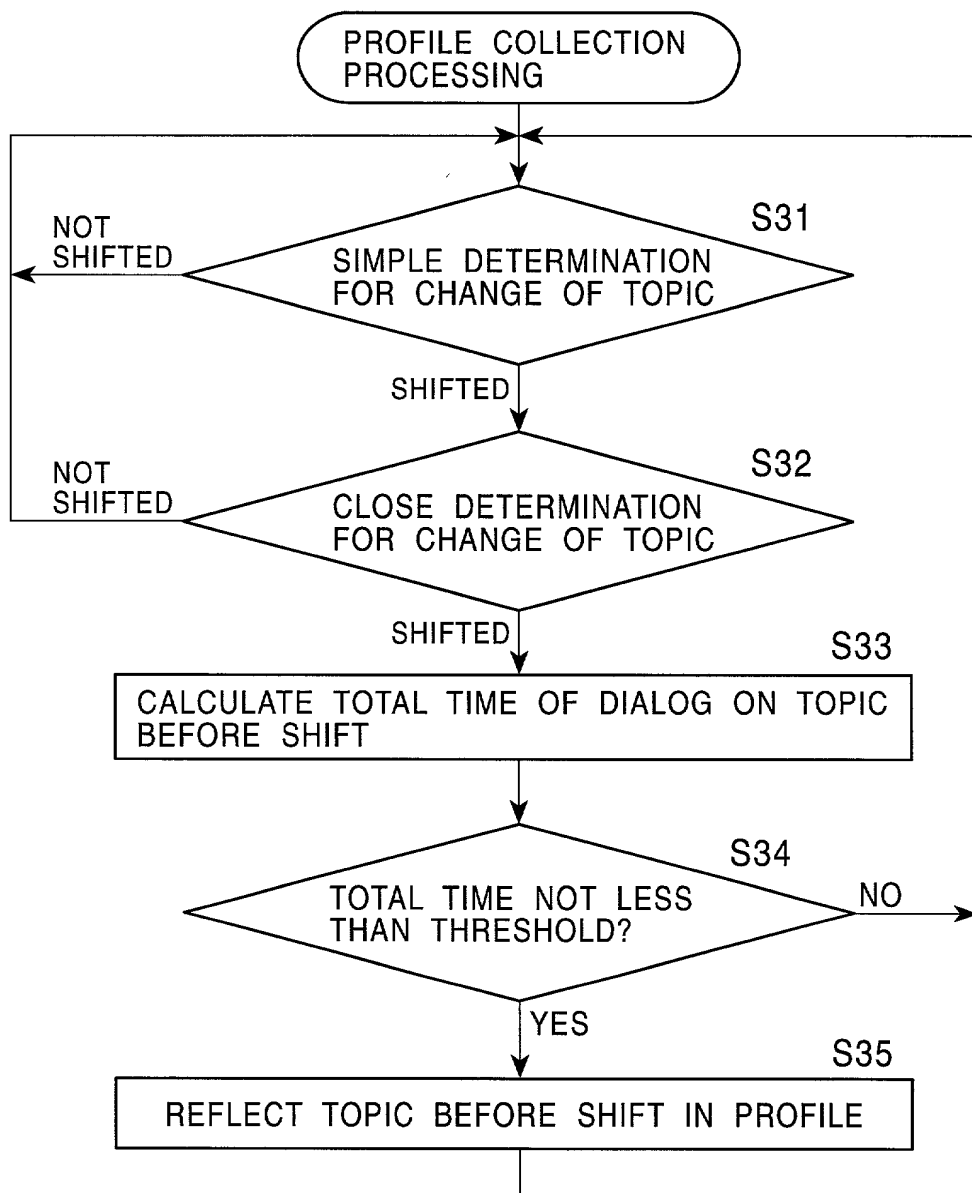 PROFILE COLLECTION
PROCESSING
S31
NOT
SHIFTED
SIMPLE DETERMINATION
FOR CHANGE OF TOPIC
SHIFTED
S32
NOT
SHIFTED
CLOSE DETERMINATION
FOR CHANGE OF TOPIC
SHIFTED
S33
CALCULATE TOTAL TIME OF DIALOG ON TOPIC
BEFORE SHIFT
S34
TOTAL TIME NOT LESS
THAN THRESHOLD?
NO
YES
S35
REFLECT TOPIC BEFORE SHIFT IN PROFILE